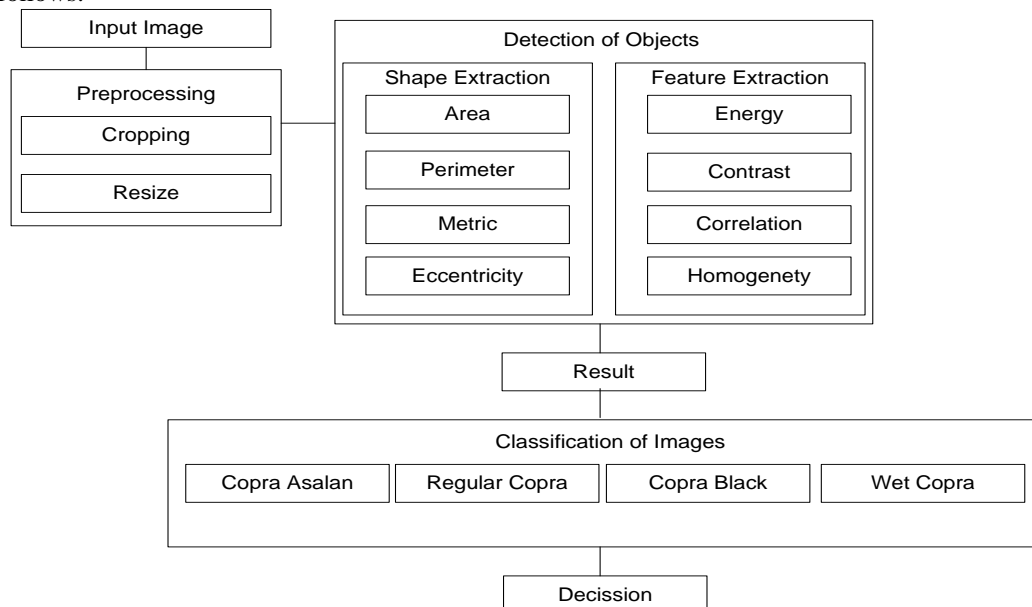 Input Image
Preprocessing
Cropping
Resize
Detection of Objects
Shape Extraction
Area
Perimeter
Metric
Eccentricity
Feature Extraction
Energy
Contrast
Correlation
Homogenety
Result
Classification of Images
Copra Asalan
Regular Copra
Copra Black
Wet Copra
Decission